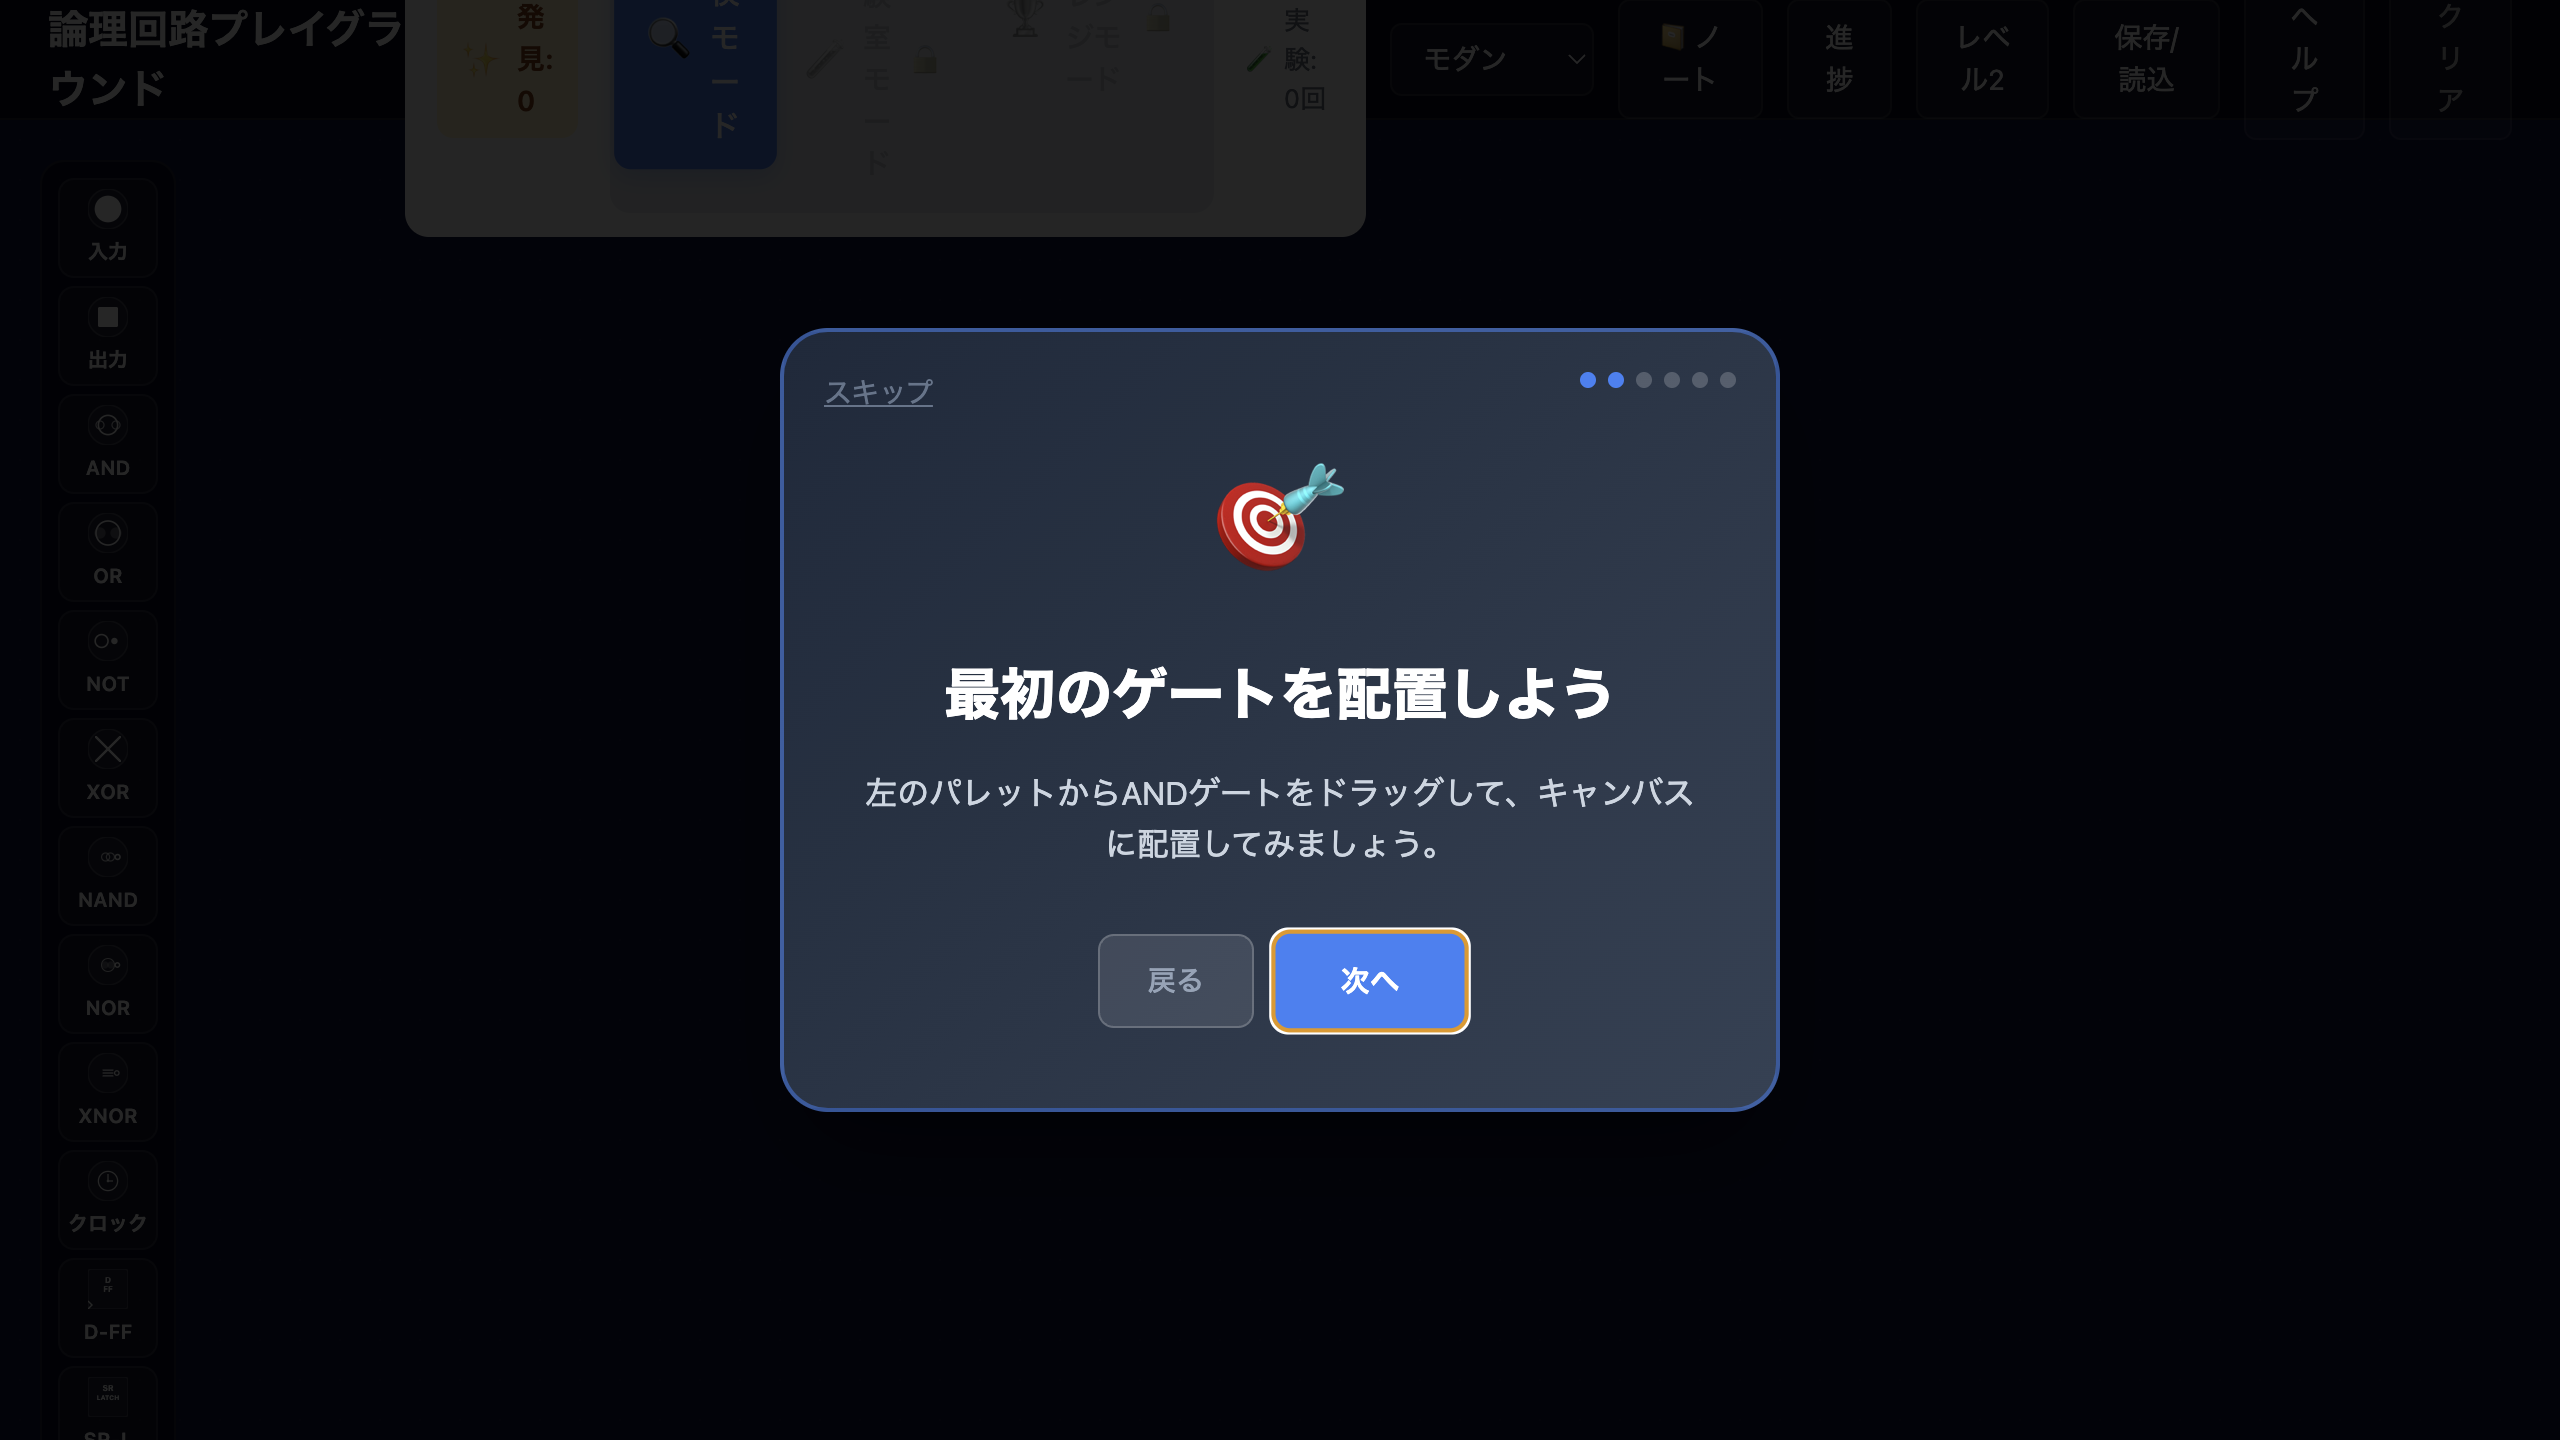 論理回路プレイグラ
ウンド
発
見:
0
モ
ー
ド
室
モ
ー
ド
ジモ
ード
実
験:
0回
モダン
ノ
ート
進
捗
レベ
ル2
保存/
読込
ヘ
ル
プ
ク
リ
ア
入力
出力
AND
OR
NOT
XOR
NAND
NOR
XNOR
クロック
D
FF
D-FF
SR
LATCH
スキップ
最初のゲートを配置しよう
左のパレットからANDゲートをドラッグして、キャンバス
に配置してみましょう。
戻る
次へ